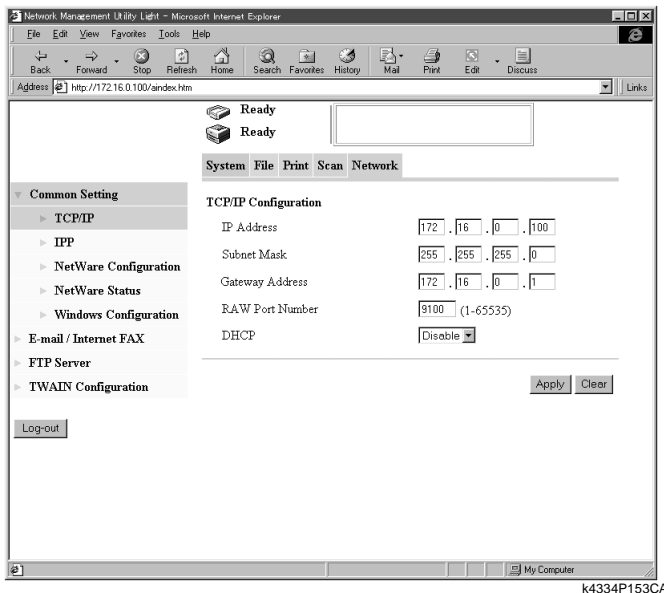 Network Management Utility Light - Microsoft Internet Explorer
File Edit View Favorites Tools Help
Back Forward Stop Refresh Home Search Favorites History Mail Print Edit Discuss
Address http://172.16.0.100/aindex.htm Links
Ready
Ready
System File Print Scan Network
Common Setting
TCP/IP
IPP
NetWare Configuration
NetWare Status
Windows Configuration
E-mail / Internet FAX
FTP Server
TWAIN Configuration
Log-out
TCP/IP Configuration
IP Address 172 . 16 . 0 . 100
Subnet Mask 255 . 255 . 255 . 0
Gateway Address 172 . 16 . 0 . 1
RAW Port Number 9100 (1-65535)
DHCP Disable
Apply Clear
My Computer
k4334P153CA